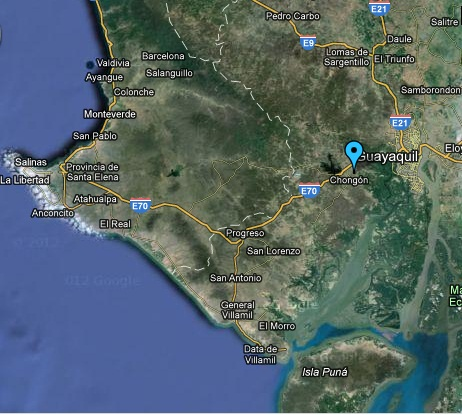 Pedro Carbo
E21
Salitre
E9
Daule
Lomas de
Sargentillo
El Triunfo
Barcelona
Valdivia
Salanguillo
Ayangue
Colonche
Samborondon
Monteverde
E21
San Pablo
Guayaquil
Salinas
La Libertad
Provincia de
Santa Elena
Chongón
E70
Atahualpa
E70
Anconcito
El Real
Progreso
San Lorenzo
San Antonio
General
Villamil
El Morro
Data de
Villamil
Isla Puná